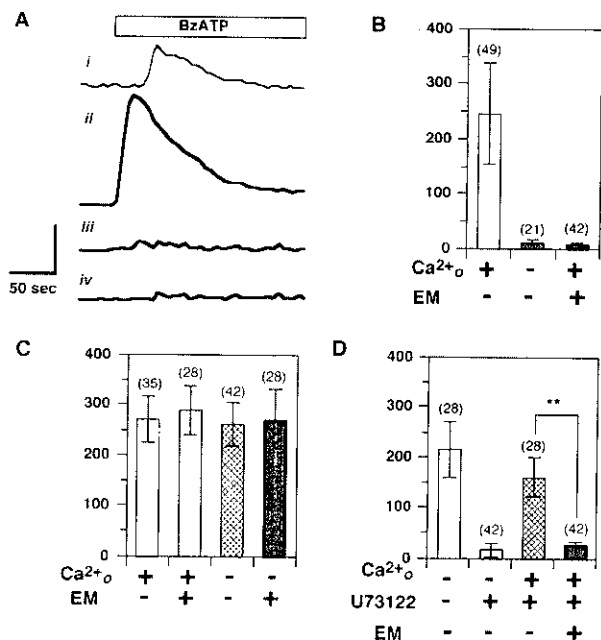 A
BzATP
i
ii
iii
iv
50 sec
B
400
300
200
100
0
(49)
(21)
(42)
Ca2+o + - +
EM - - +
C
400
300
200
100
0
(35)
(28)
(42)
(28)
Ca2+o + + - -
EM - + - +
D
400
300
200
100
0
(28)
(42)
(28)
(42)
**
Ca2+o - - + +
U73122 - + + +
EM - - - +